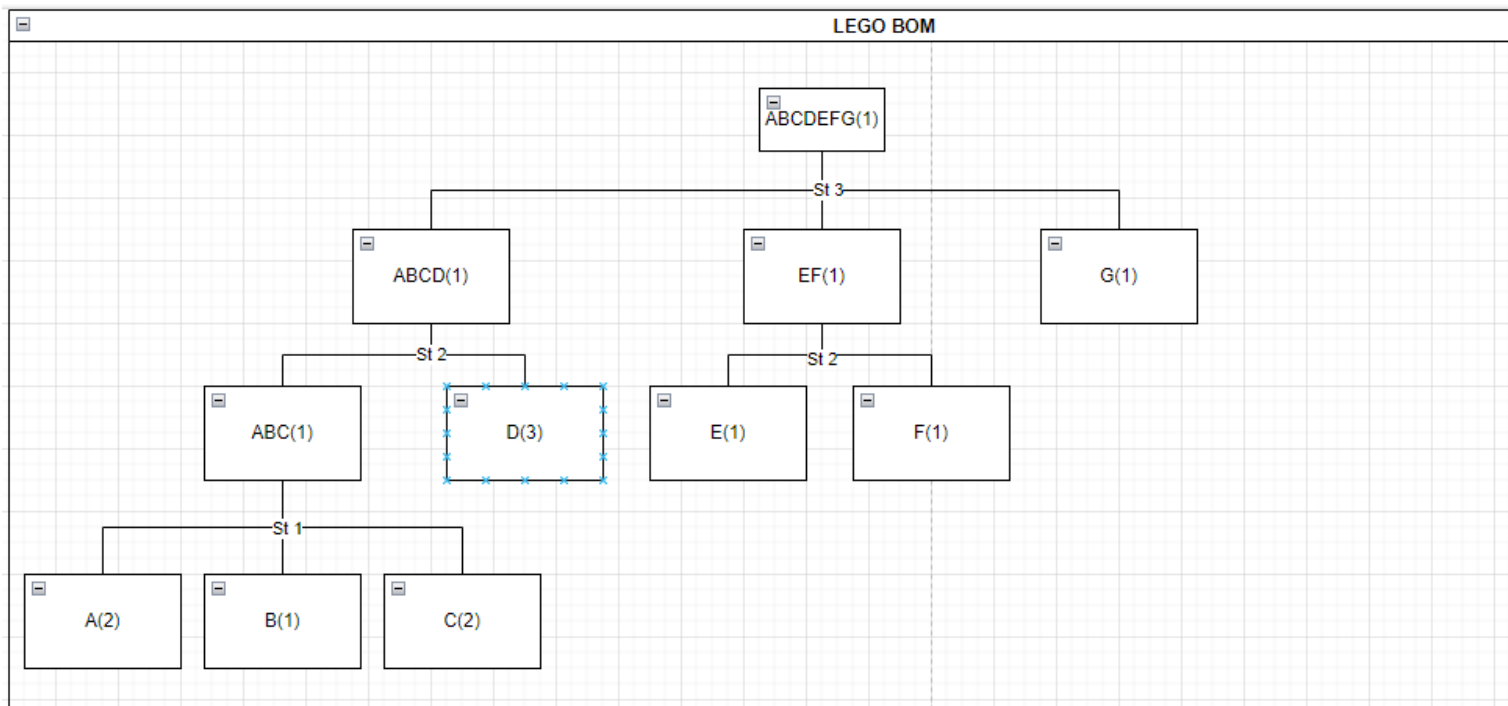 LEGO BOM
ABCDEFG(1)
St 3
ABCD(1)
EF(1)
G(1)
St 2
St 2
ABC(1)
D(3)
E(1)
F(1)
St 1
A(2)
B(1)
C(2)